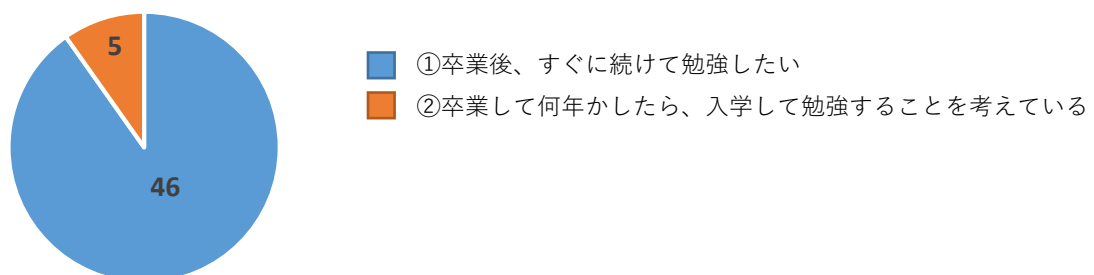 5
46
①卒業後、すぐに続けて勉強したい
②卒業して何年かしたら、入学して勉強することを考えている